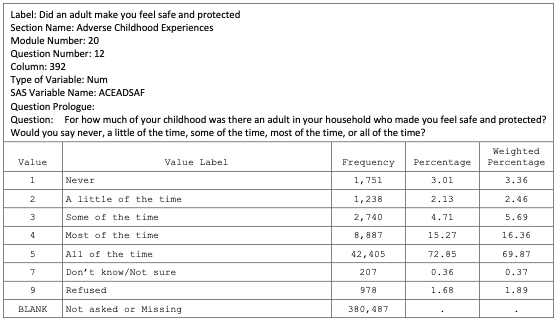 Label: Did an adult make you feel safe and protected
Section Name: Adverse Childhood Experiences
Module Number: 20
Question Number: 12
Column: 392
Type of Variable: Num
SAS Variable Name: ACEADSAF
Question Prologue:
Question: For how much of your childhood was there an adult in your household who made you feel safe and protected?
Would you say never, a little of the time, some of the time, most of the time, or all of the time?
Value Value Label Frequency Percentage Weighted Percentage
1 Never 1,751 3.01 3.36
2 A little of the time 1,238 2.13 2.46
3 Some of the time 2,740 4.71 5.69
4 Most of the time 8,887 15.27 16.36
5 All of the time 42,405 72.85 69.87
7 Don't know/Not sure 207 0.36 0.37
9 Refused 978 1.68 1.89
BLANK Not asked or Missing 380,487 . .